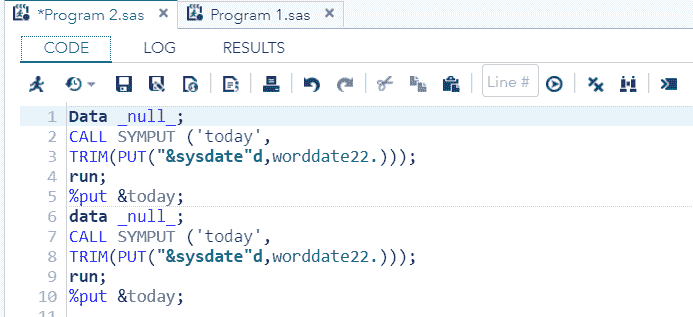 *Program 2.sas × Program 1.sas ×
CODE LOG RESULTS
Line #
1 Data _null_;
2 CALL SYMPUT ('today',
3 TRIM(PUT("&sysdate"d,worddate22.)));
4 run;
5 %put &today;
6 data _null_;
7 CALL SYMPUT ('today',
8 TRIM(PUT("&sysdate"d,worddate22.)));
9 run;
10 %put &today;
11